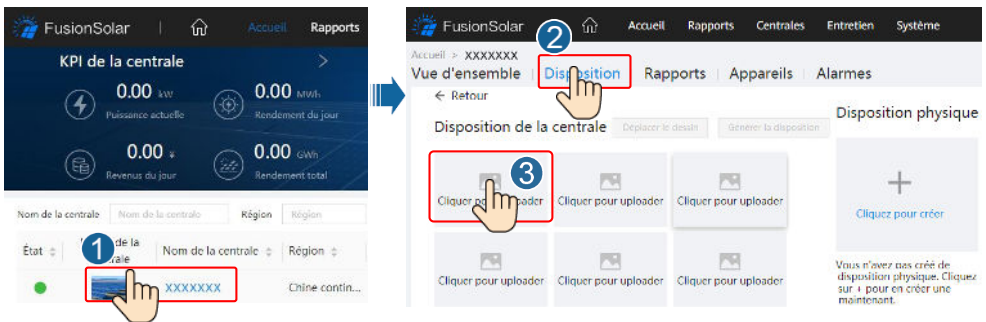 FusionSolar
Accueil
Rapports
KPI de la centrale
0.00 kW
Puissance actuelle
0.00 MWh
Rendement du jour
0.00 ¥
Revenus du jour
0.00 GWh
Rendement total
Nom de la centrale
Nom de la centrale
Région
Région
État
de la
rale
Nom de la centrale
Région
1
XXXXXXX
Chine contin...
FusionSolar
Accueil
Rapports
Centrales
Entretien
Système
2
Accueil > XXXXXXX
Vue d'ensemble
Disposition
Rapports
Appareils
Alarmes
Retour
Disposition de la centrale
Déplacer le dessin
Générer la disposition
Disposition physique
3
Cliquer pour uploader
Cliquer pour uploader
Cliquer pour uploader
Cliquez pour créer
Cliquer pour uploader
Cliquer pour uploader
Cliquer pour uploader
Vous n'avez pas créé de
disposition physique. Cliquez
sur + pour en créer une
maintenant.